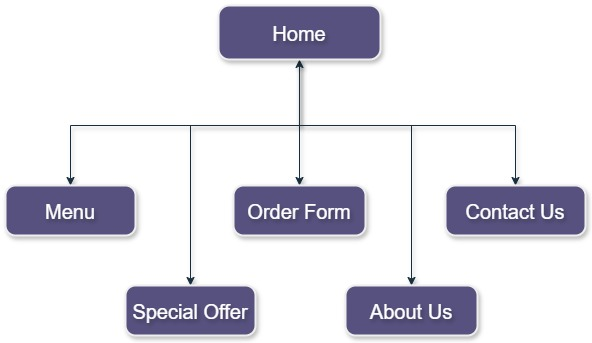 Home
Menu
Order Form
Contact Us
Special Offer
About Us